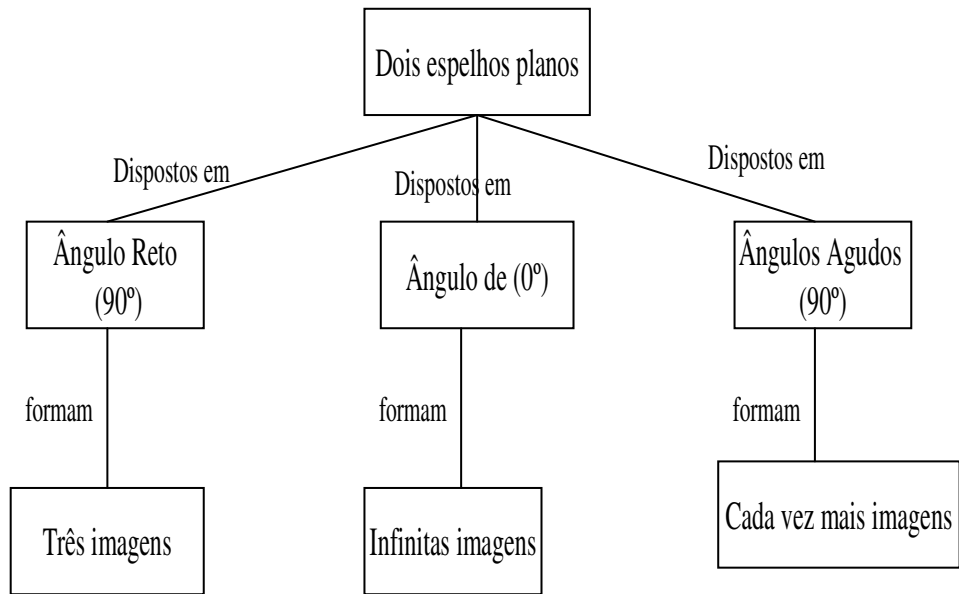 Dois espelhos planos
Dispostos em
Dispostos em
Dispostos em
Ângulo Reto
(90º)
Ângulo de (0º)
Ângulos Agudos
(90º)
formam
formam
formam
Três imagens
Infinitas imagens
Cada vez mais imagens